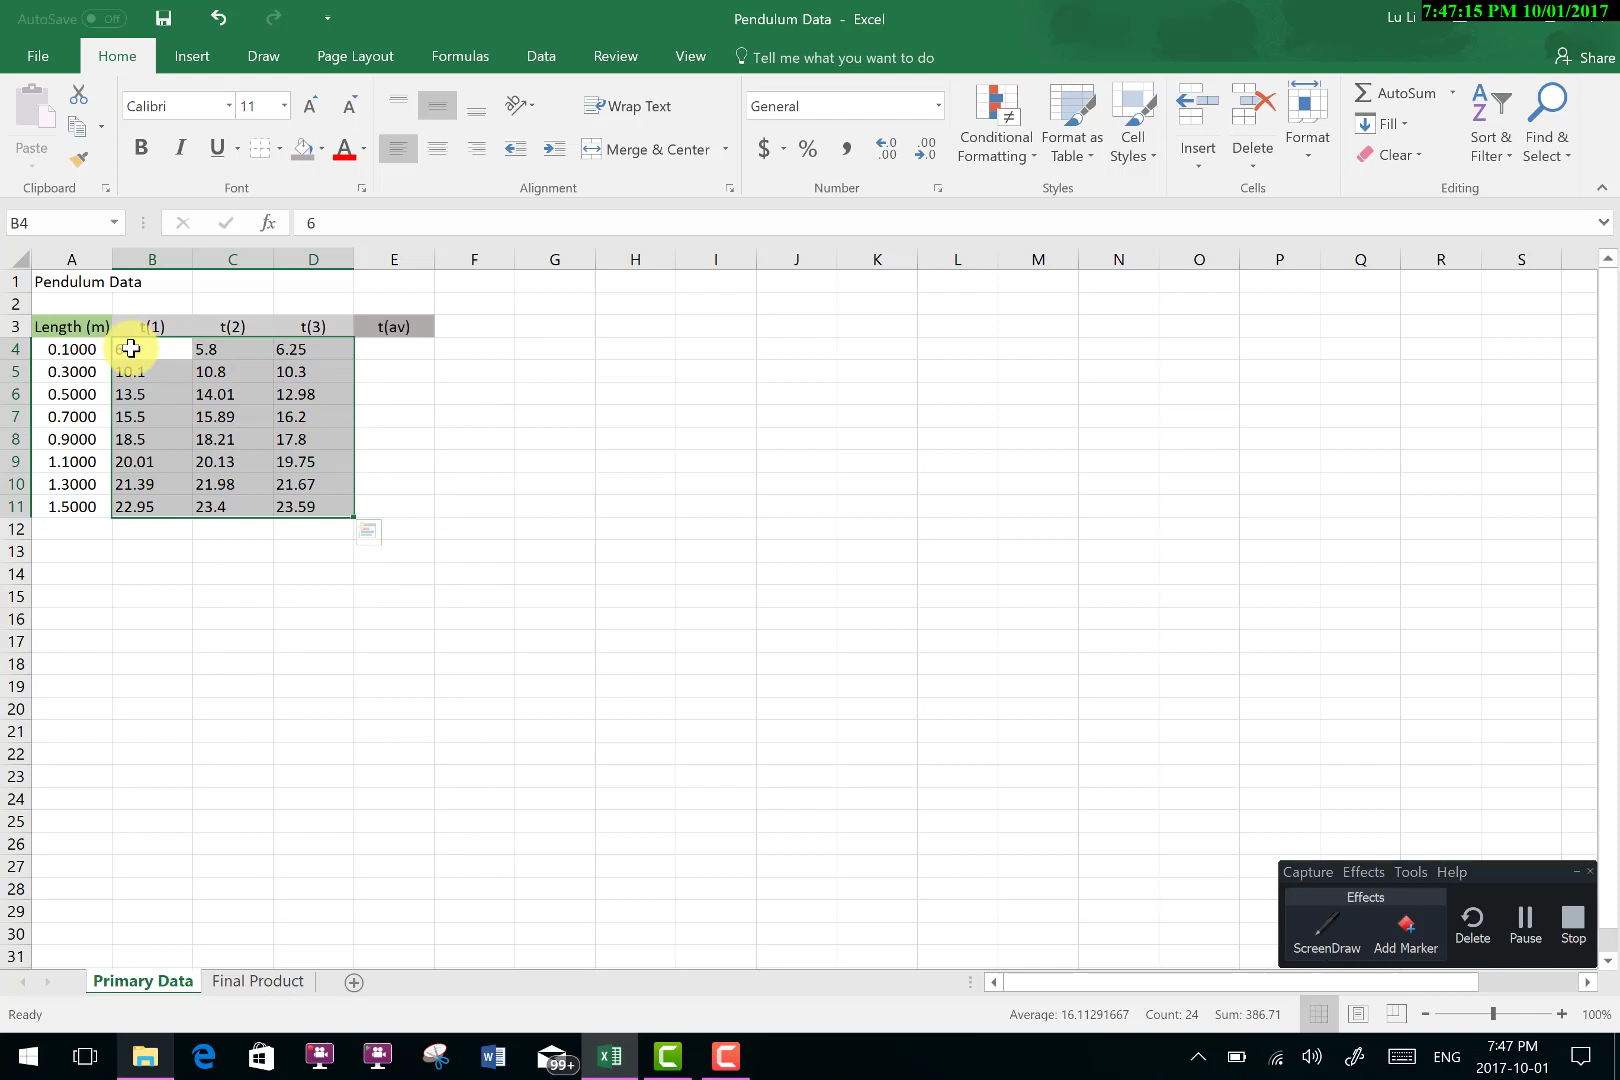 AutoSave Off
Pendulum Data - Excel
Lu Li
7:47:15 PM 10/01/2017
File Home Insert Draw Page Layout Formulas Data Review View Tell me what you want to do Share
Paste
Calibri 11
B I U A
Wrap Text
Merge & Center
General
$ % ,
Conditional Formatting
Format as Table
Cell Styles
Insert Delete Format
AutoSum
Fill
Clear
Sort & Filter
Find & Select
Clipboard Font Alignment Number Styles Cells Editing
B4 fx 6
A B C D E F G H I J K L M N O P Q R S
1 Pendulum Data
2
3 Length (m) t(1) t(2) t(3) t(av)
4 0.1000 6 5.8 6.25
5 0.3000 10.1 10.8 10.3
6 0.5000 13.5 14.01 12.98
7 0.7000 15.5 15.89 16.2
8 0.9000 18.5 18.21 17.8
9 1.1000 20.01 20.13 19.75
10 1.3000 21.39 21.98 21.67
11 1.5000 22.95 23.4 23.59
12
13
14
15
16
17
18
19
20
21
22
23
24
25
26
27
28
29
30
31
Capture Effects Tools Help
Effects
ScreenDraw Add Marker Delete Pause Stop
Primary Data Final Product
Ready
Average: 16.11291667 Count: 24 Sum: 386.71
100%
99+
ENG
7:47 PM
2017-10-01